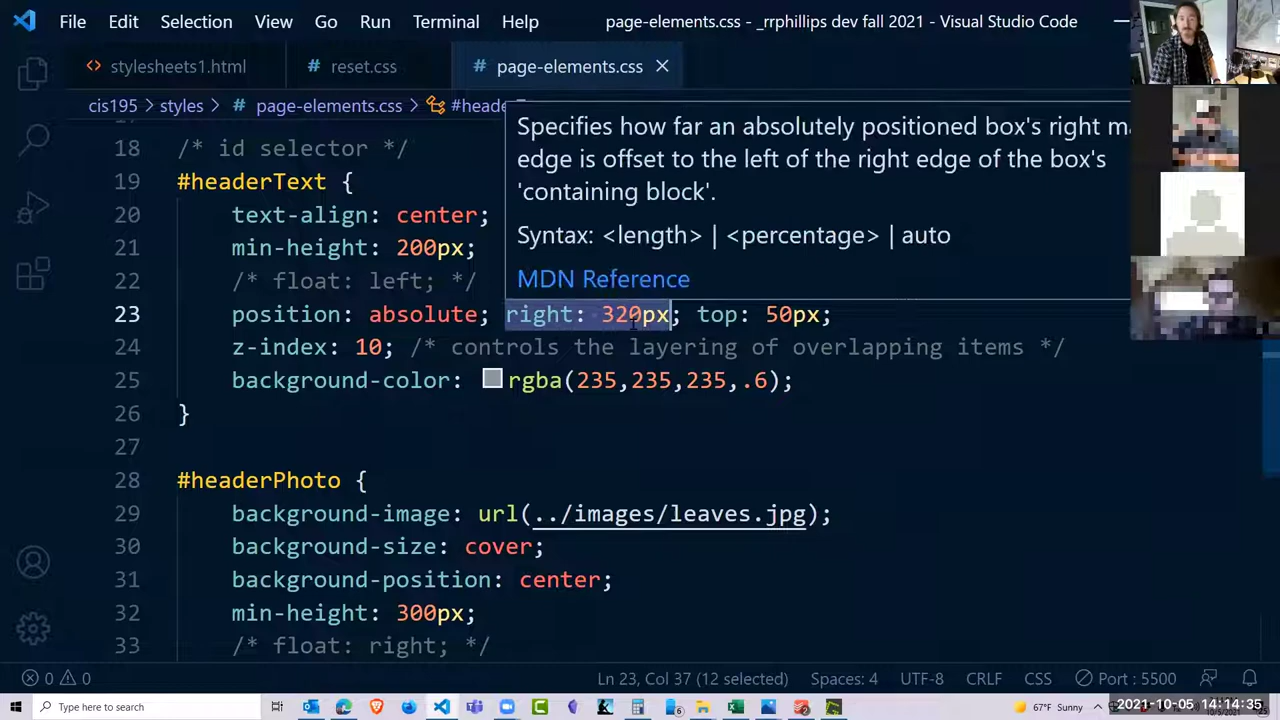 File Edit Selection View Go Run Terminal Help page-elements.css - _rrphillips dev fall 2021 - Visual Studio Code
<> stylesheets1.html # reset.css # page-elements.css
cis195 > styles > # page-elements.css > #heade
Specifies how far an absolutely positioned box's right ma
edge is offset to the left of the right edge of the box's
'containing block'.
Syntax: <length> | <percentage> | auto
MDN Reference
18 /* id selector */
19 #headerText {
20 text-align: center;
21 min-height: 200px;
22 /* float: left; */
23 position: absolute; right: 320px; top: 50px;
24 z-index: 10; /* controls the layering of overlapping items */
25 background-color: rgba(235,235,235,.6);
26 }
27
28 #headerPhoto {
29 background-image: url(../images/leaves.jpg);
30 background-size: cover;
31 background-position: center;
32 min-height: 300px;
33 /* float: right; */
0 0 Ln 23, Col 37 (12 selected) Spaces: 4 UTF-8 CRLF CSS Port : 5500
Type here to search 67°F Sunny 2021-10-05 14:14:35